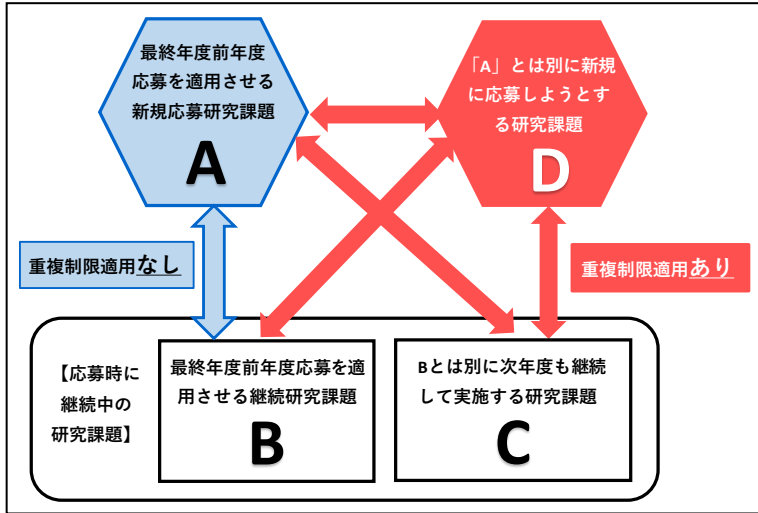 最終年度前年度
応募を適用させる
新規応募研究課題
A
「A」とは別に新規
に応募しようとす
る研究課題
D
重複制限適用なし
重複制限適用あり
【応募時に
継続中の
研究課題】
最終年度前年度応募を適
用させる継続研究課題
B
Bとは別に次年度も継続
して実施する研究課題
C